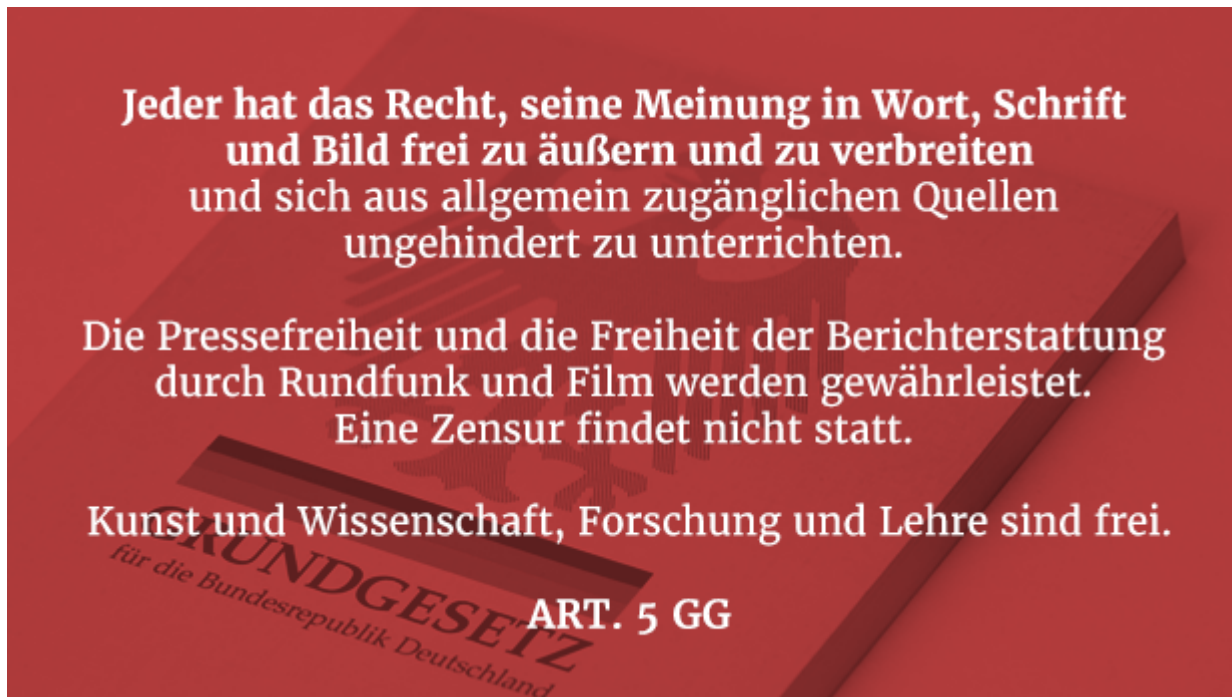 Jeder hat das Recht, seine Meinung in Wort, Schrift
und Bild frei zu äußern und zu verbreiten
und sich aus allgemein zugänglichen Quellen
ungehindert zu unterrichten.
Die Pressefreiheit und die Freiheit der Berichterstattung
durch Rundfunk und Film werden gewährleistet.
Eine Zensur findet nicht statt.
Kunst und Wissenschaft, Forschung und Lehre sind frei.
ART. 5 GG
GRUNDGESETZ
für die Bundesrepublik Deutschland